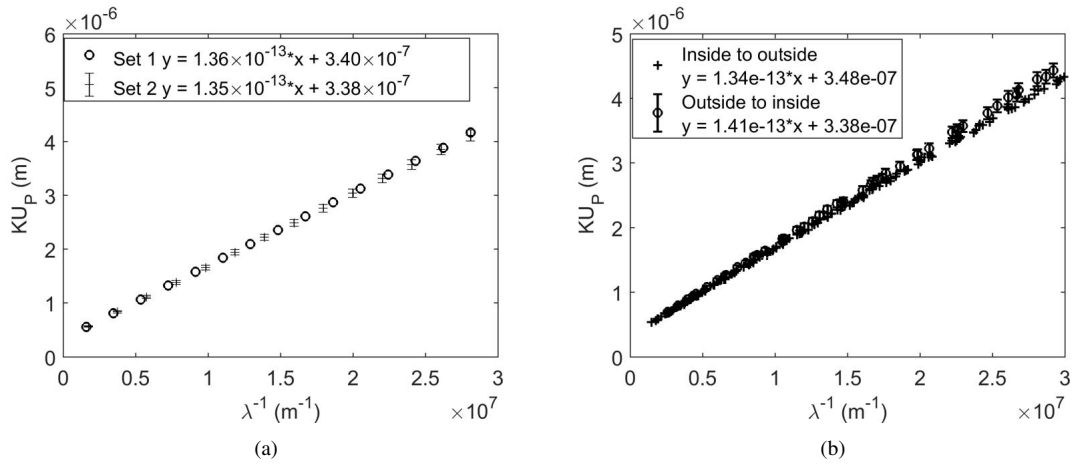 ×10⁻⁶
6
5
4
3
2
1
0
KU_P (m)
Set 1 y = 1.36×10⁻¹³*x + 3.40×10⁻⁷
Set 2 y = 1.35×10⁻¹³*x + 3.38×10⁻⁷
0 0.5 1 1.5 2 2.5 3
λ⁻¹ (m⁻¹)
×10⁷
(a)
×10⁻⁶
5
4
3
2
1
0
KU_P (m)
Inside to outside
y = 1.34e-13*x + 3.48e-07
Outside to inside
y = 1.41e-13*x + 3.38e-07
0 0.5 1 1.5 2 2.5 3
λ⁻¹ (m⁻¹)
×10⁷
(b)